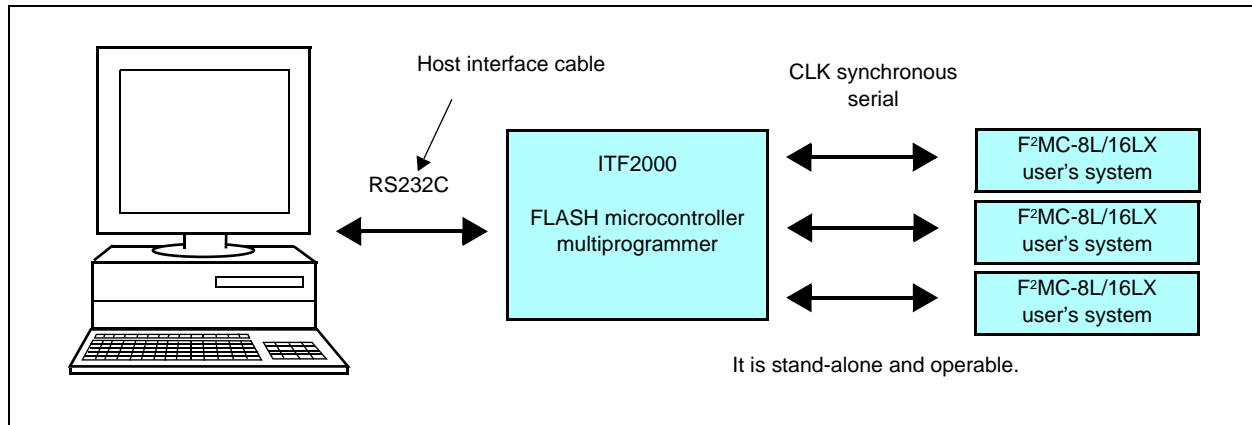 Host interface cable
RS232C
ITF2000
FLASH microcontroller
multiprogrammer
CLK synchronous
serial
F²MC-8L/16LX
user's system
F²MC-8L/16LX
user's system
F²MC-8L/16LX
user's system
It is stand-alone and operable.